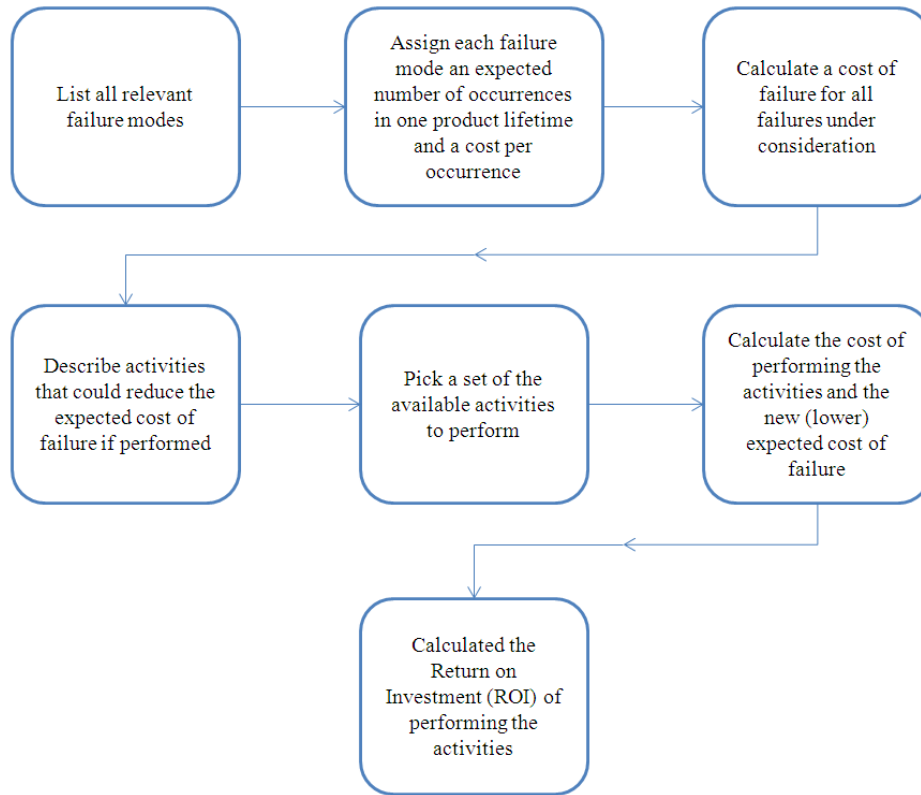 List all relevant
failure modes
Assign each failure
mode an expected
number of occurrences
in one product lifetime
and a cost per
occurrence
Calculate a cost of
failure for all
failures under
consideration
Describe activities
that could reduce the
expected cost of
failure if performed
Pick a set of the
available activities
to perform
Calculate the cost of
performing the
activities and the
new (lower)
expected cost of
failure
Calculated the
Return on
Investment (ROI) of
performing the
activities